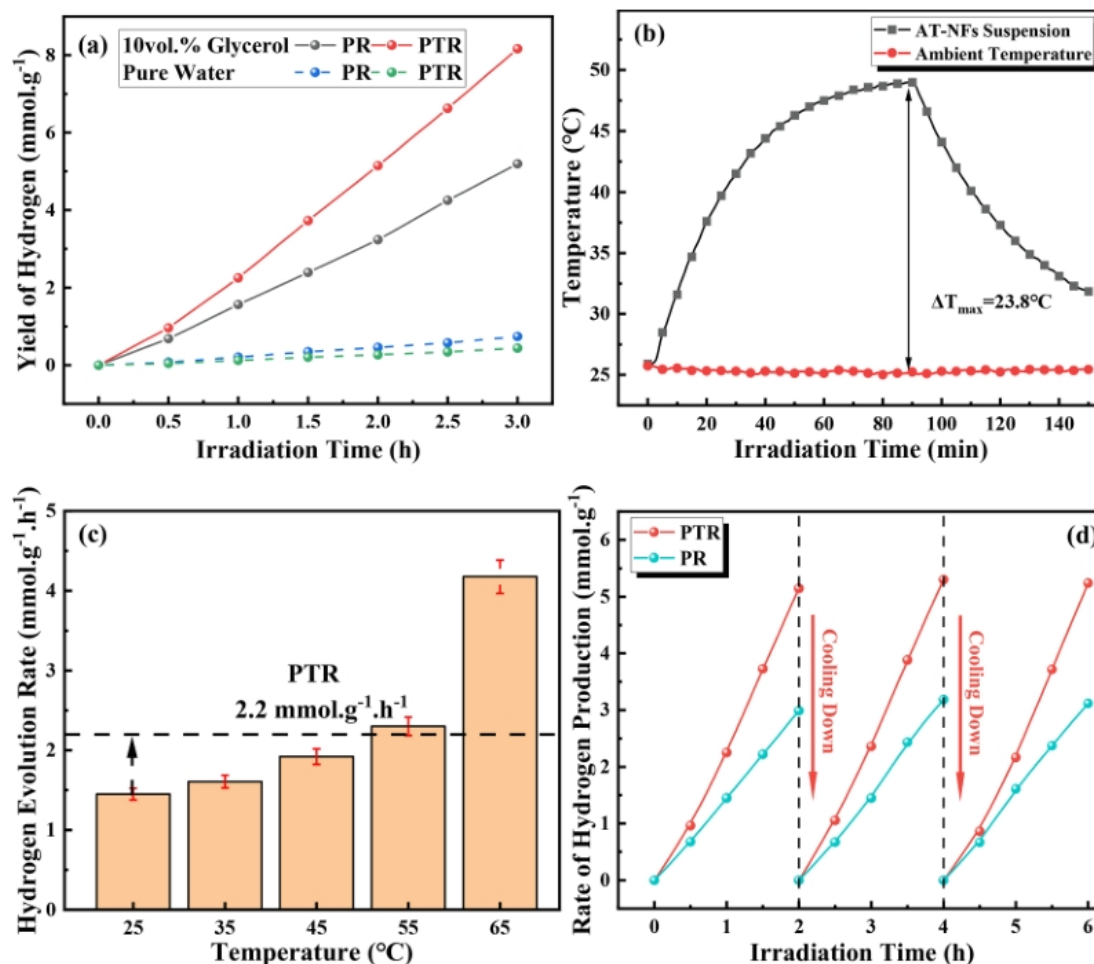 (a)
10vol.% Glycerol PR PTR
Pure Water PR PTR
Yield of Hydrogen (mmol.g⁻¹)
8
6
4
2
0
0.0 0.5 1.0 1.5 2.0 2.5 3.0
Irradiation Time (h)
(b)
AT-NFs Suspension
Ambient Temperature
Temperature (°C)
50
45
40
35
30
25
ΔTmax=23.8°C
0 20 40 60 80 100 120 140
Irradiation Time (min)
(c)
Hydrogen Evolution Rate (mmol.g⁻¹.h⁻¹)
5
4
3
2
1
0
PTR
2.2 mmol.g⁻¹.h⁻¹
25 35 45 55 65
Temperature (°C)
(d)
PTR
PR
Rate of Hydrogen Production (mmol.g⁻¹)
6
5
4
3
2
1
0
Cooling Down
Cooling Down
0 1 2 3 4 5 6
Irradiation Time (h)